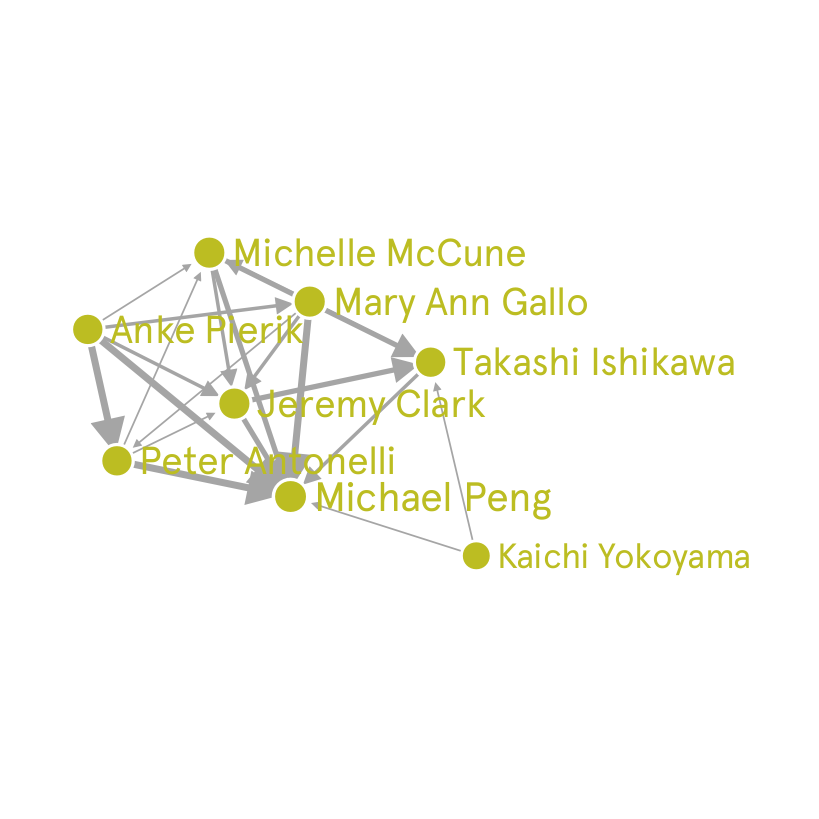 Michelle McCune
Mary Ann Gallo
Anke Pierik
Takashi Ishikawa
Jeremy Clark
Peter Antonelli
Michael Peng
Kaichi Yokoyama